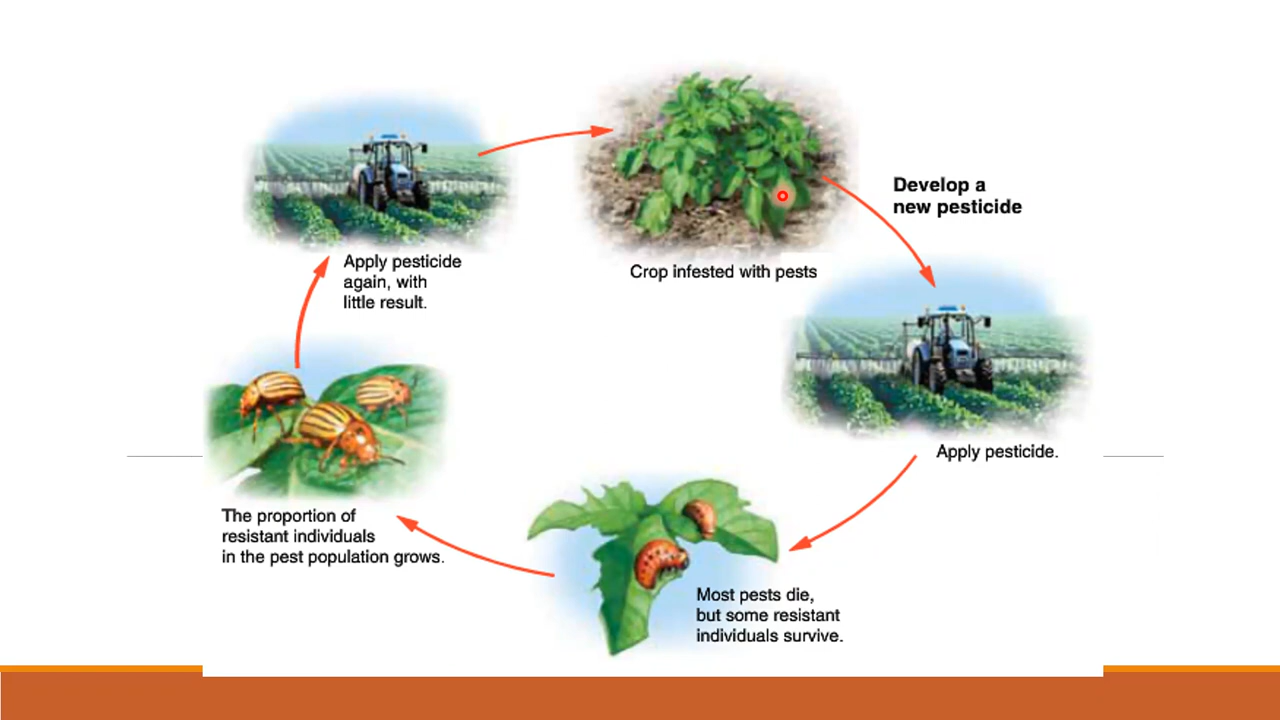 Develop a
new pesticide
Crop infested with pests
Apply pesticide
again, with
little result.
Apply pesticide.
The proportion of
resistant individuals
in the pest population grows.
Most pests die,
but some resistant
individuals survive.